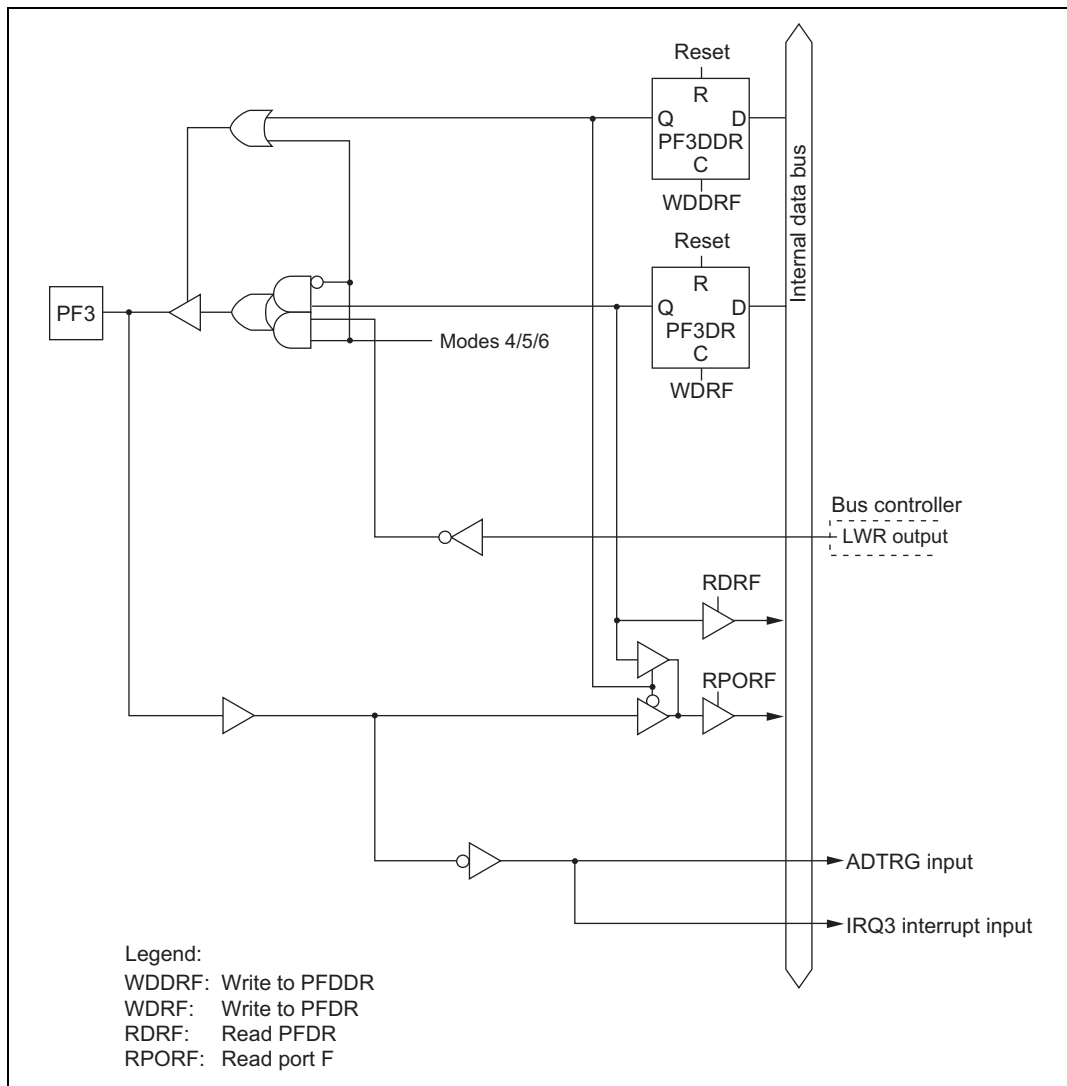 Reset
R
Q D
PF3DDR
C
WDDRF
Reset
R
Q D
PF3DR
C
WDRF
Internal data bus
PF3
Modes 4/5/6
Bus controller
LWR output
RDRF
RPORF
ADTRG input
IRQ3 interrupt input
Legend:
WDDRF: Write to PFDDR
WDRF: Write to PFDR
RDRF: Read PFDR
RPORF: Read port F